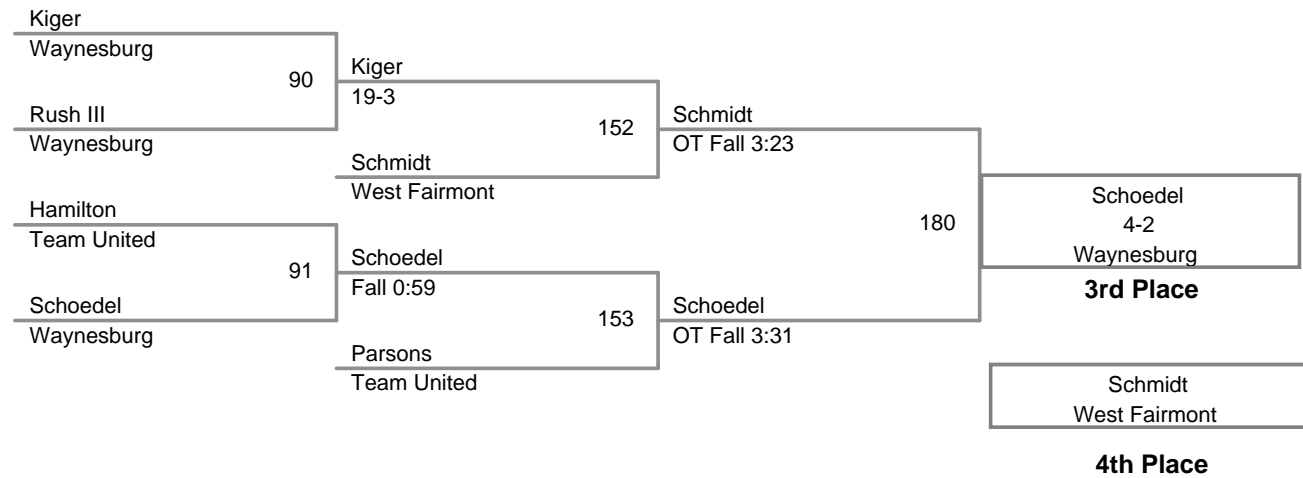 Kiger
Waynesburg
90
Rush III
Waynesburg
Hamilton
Team United
91
Schoedel
Waynesburg
Kiger
19-3
152
Schmidt
West Fairmont
Schoedel
Fall 0:59
153
Parsons
Team United
Schmidt
OT Fall 3:23
180
Schoedel
OT Fall 3:31
Schoedel
4-2
Waynesburg
3rd Place
Schmidt
West Fairmont
4th Place